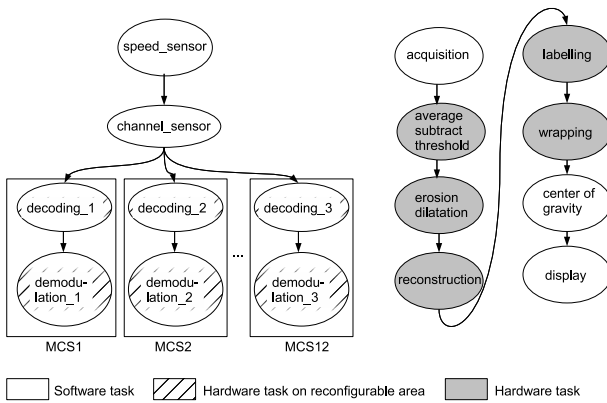 speed_sensor
channel_sensor
decoding_1
decoding_2
decoding_3
demodu-
lation_1
demodu-
lation_2
demodu-
lation_3
...
MCS1
MCS2
MCS12
acquisition
average
subtract
threshold
erosion
dilatation
reconstruction
labelling
wrapping
center of
gravity
display
Software task
Hardware task on reconfigurable area
Hardware task